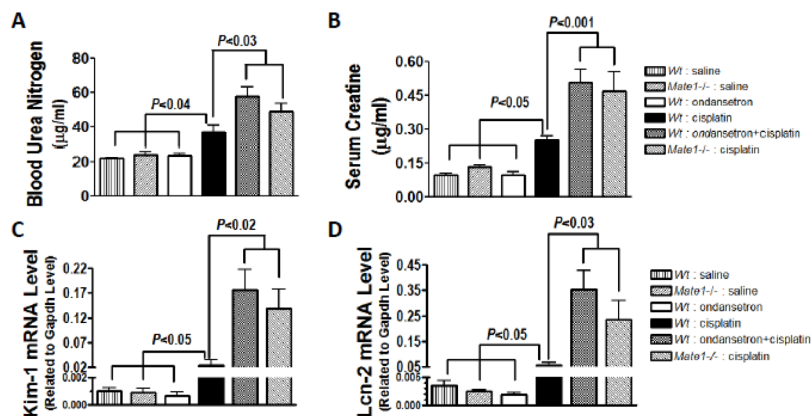 A
Blood Urea Nitrogen
(μg/ml)
80
60
40
20
0
P<0.04
P<0.03
B
Serum Creatine
(μg/ml)
0.60
0.45
0.30
0.15
0.00
P<0.05
P<0.001
Wt : saline
Mate1-/- : saline
Wt : ondansetron
Wt : cisplatin
Wt : ondansetron+cisplatin
Mate1-/- : cisplatin
C
Kim-1 mRNA Level
(Related to Gapdh Level)
0.22
0.17
0.12
0.07
0.02
0.002
0.000
P<0.05
P<0.02
D
Lcn-2 mRNA Level
(Related to Gapdh Level)
0.45
0.35
0.25
0.15
0.05
0.005
0.000
P<0.05
P<0.03
Wt : saline
Mate1-/- : saline
Wt : ondansetron
Wt : cisplatin
Wt : ondansetron+cisplatin
Mate1-/- : cisplatin